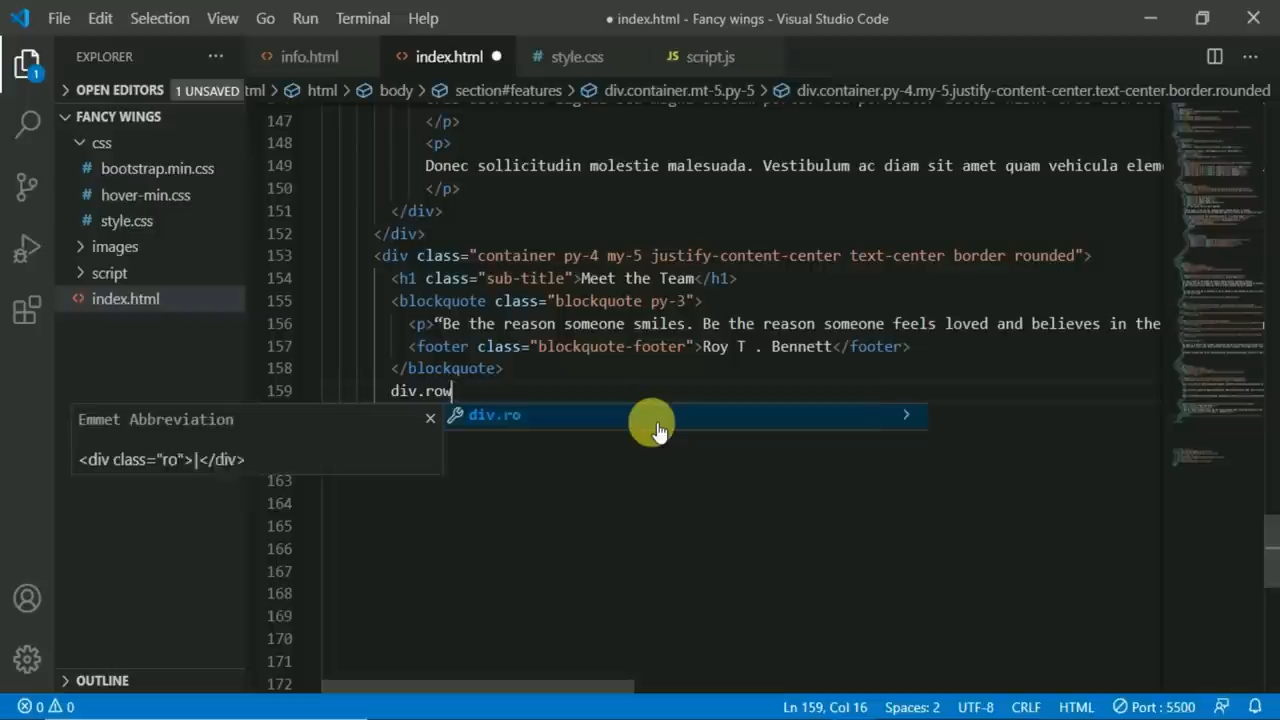 File Edit Selection View Go Run Terminal Help ● index.html - Fancy wings - Visual Studio Code
EXPLORER ··· <> info.html <> index.html ● # style.css JS script.js ···
1
OPEN EDITORS 1 UNSAVED tml > html > body > section#features > div.container.mt-5.py-5 > div.container.py-4.my-5.justify-content-center.text-center.border.rounded
FANCY WINGS
css
# bootstrap.min.css
# hover-min.css
# style.css
images
script
<> index.html
OUTLINE
147 </p>
148 <p>
149 Donec sollicitudin molestie malesuada. Vestibulum ac diam sit amet quam vehicula elem
150 </p>
151 </div>
152 </div>
153 <div class="container py-4 my-5 justify-content-center text-center border rounded">
154 <h1 class="sub-title">Meet the Team</h1>
155 <blockquote class="blockquote py-3">
156 <p>“Be the reason someone smiles. Be the reason someone feels loved and believes in the
157 <footer class="blockquote-footer">Roy T . Bennett</footer>
158 </blockquote>
159 div.row
div.ro >
Emmet Abbreviation ×
<div class="ro">|</div>
163
164
165
166
167
168
169
170
171
172
0 0 Ln 159, Col 16 Spaces: 2 UTF-8 CRLF HTML Port : 5500